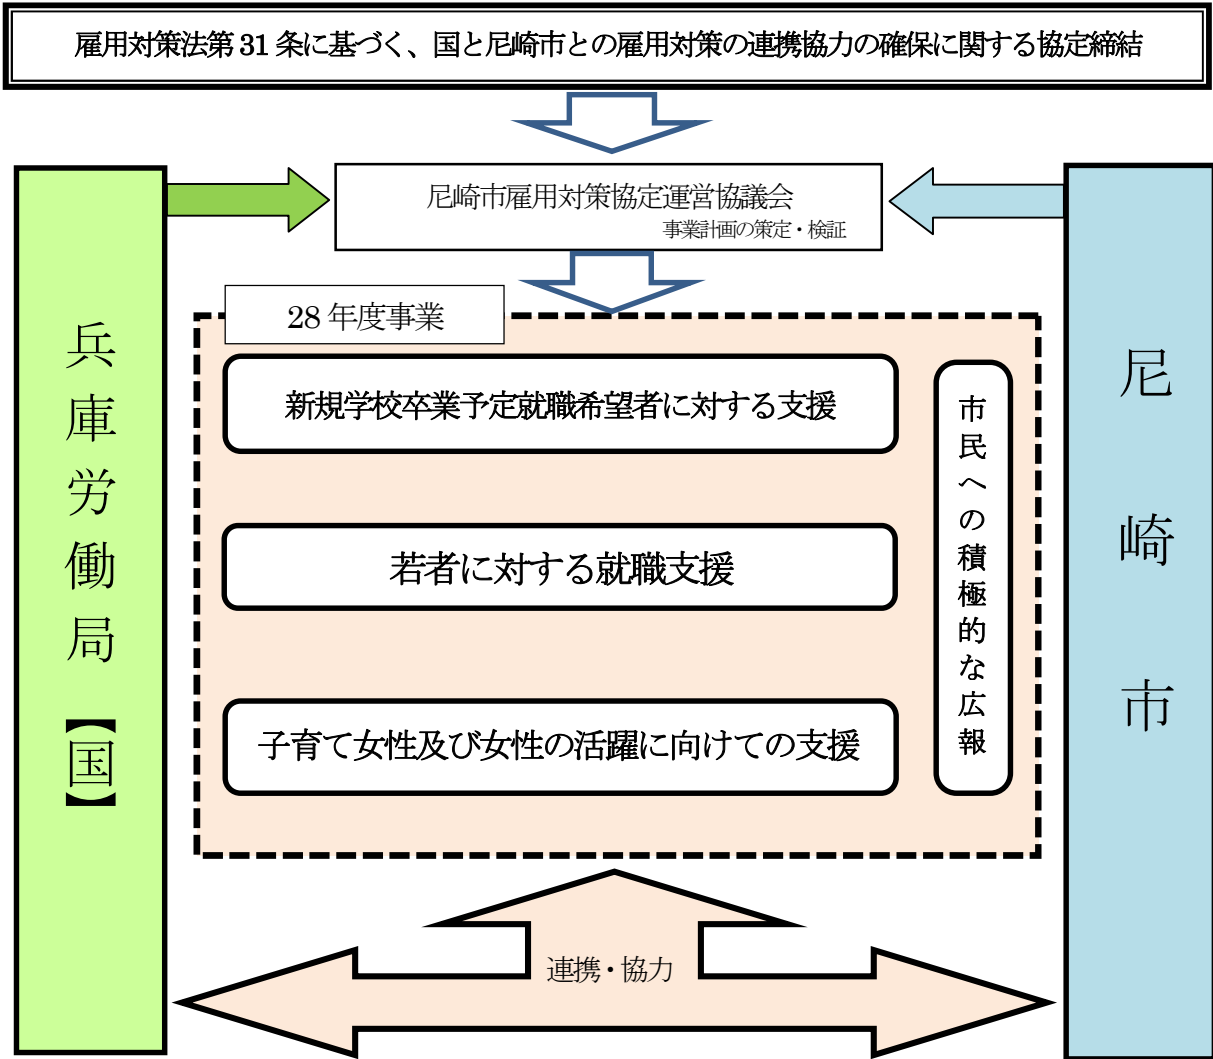 雇用対策法第 31 条に基づく、国と尼崎市との雇用対策の連携協力の確保に関する協定締結
尼崎市雇用対策協定運営協議会
事業計画の策定・検証
兵庫労働局【国】
28 年度事業
新規学校卒業予定就職希望者に対する支援
若者に対する就職支援
子育て女性及び女性の活躍に向けての支援
市民への積極的な広報
尼崎市
連携・協力